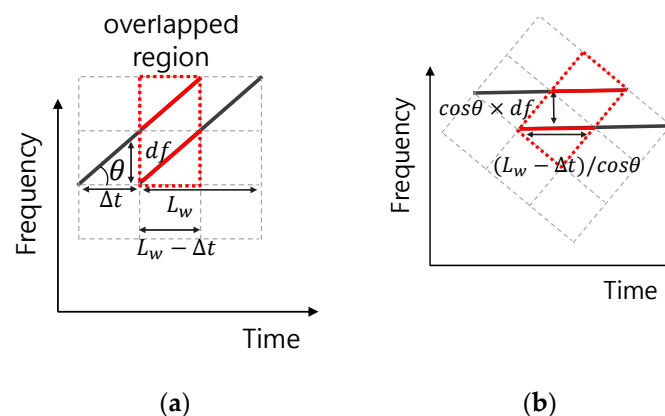 overlapped
region
Frequency
θ
df
Δt
L_w
L_w − Δt
Time
(a)
Frequency
cosθ × df
(L_w − Δt)/cosθ
Time
(b)